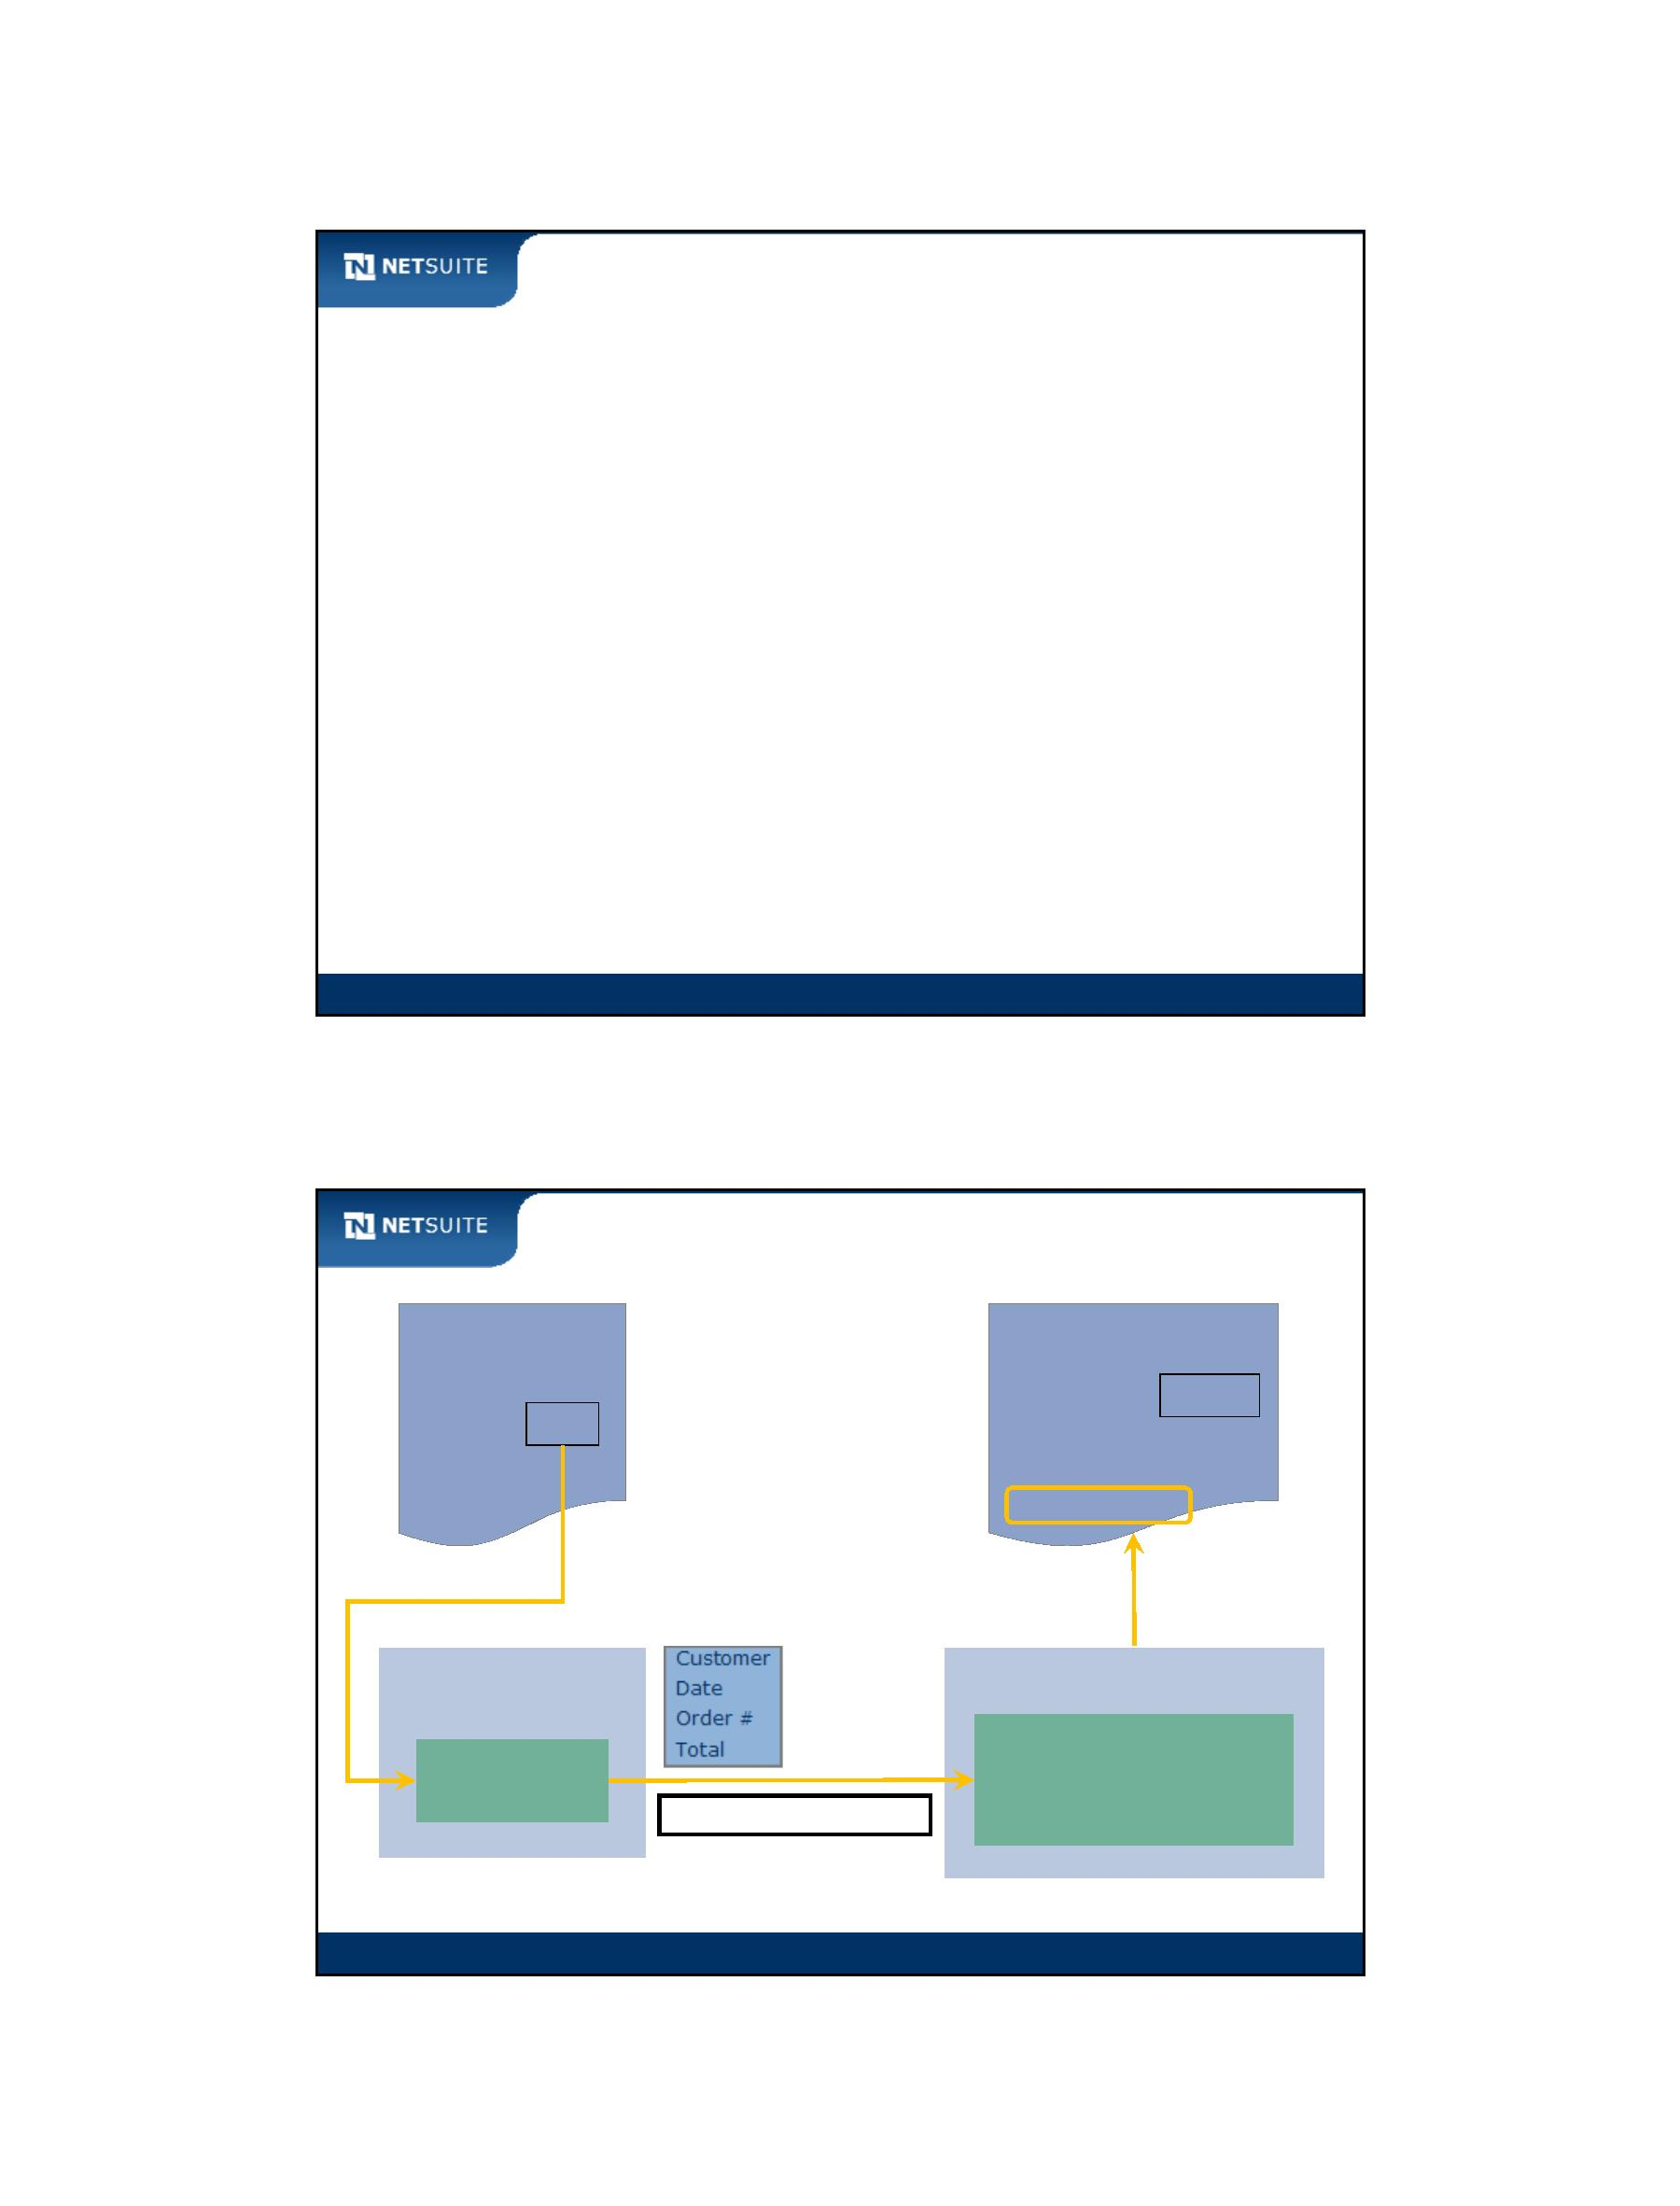 NETSUITE
NETSUITE
Customer
Date
Order #
Total